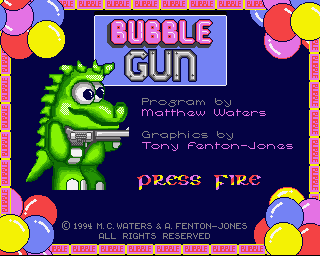 BUBBLE
GUN
Program by
Matthew Waters
Graphics by
Tony Fenton-Jones
PRESS FIRE
© 1994 M.C.WATERS & A.FENTON-JONES
ALL RIGHTS RESERVED